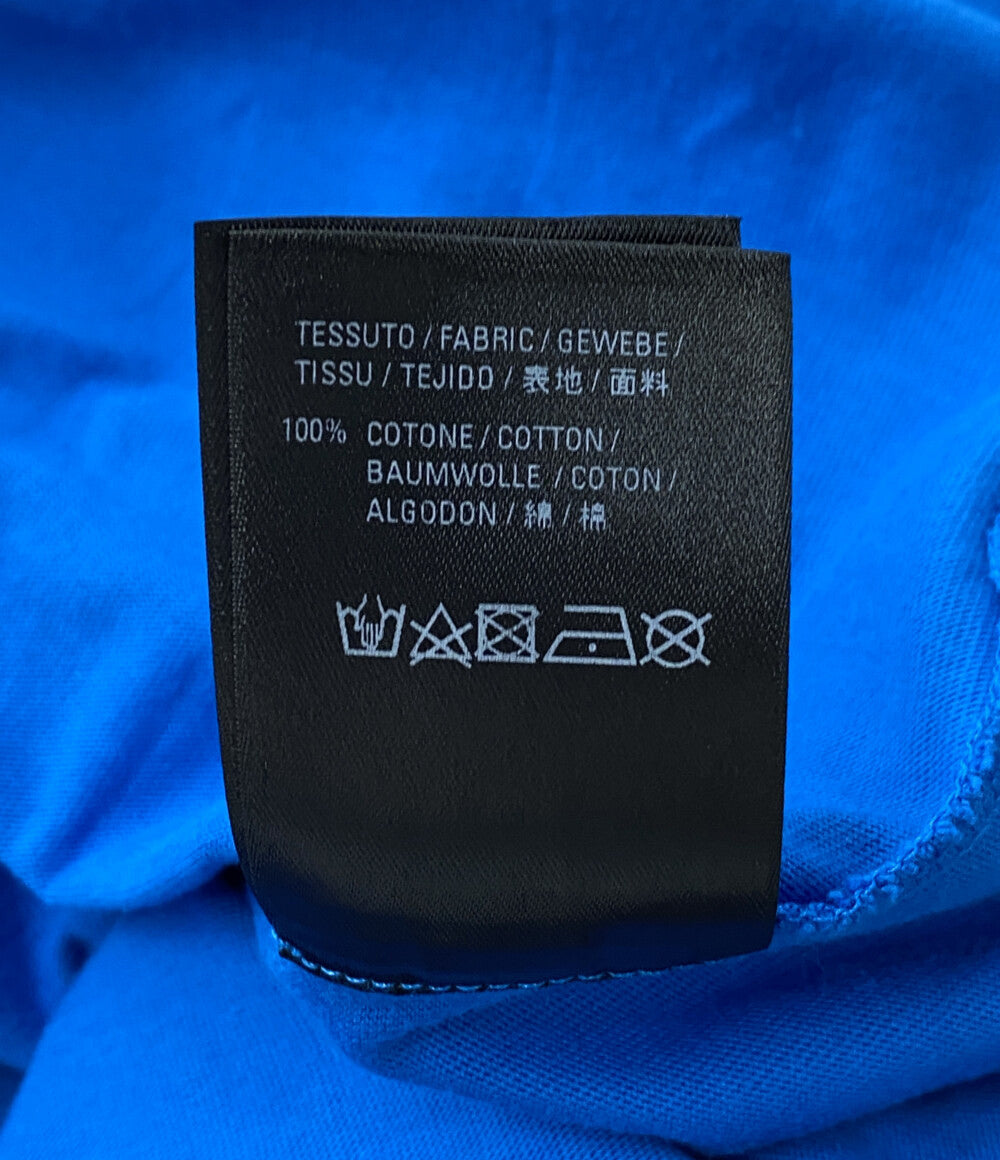 TESSUTO / FABRIC / GEWEBE /
TISSU / TEJIDO / 表地 / 面料
100% COTONE / COTTON /
BAUMWOLLE / COTON /
ALGODON / 綿 / 棉